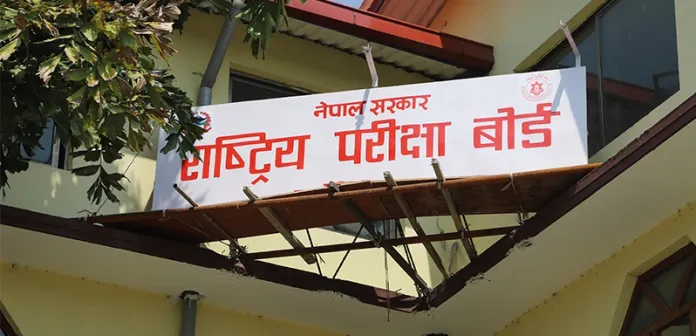 नेपाल सरकार
राष्ट्रिय परीक्षा बोर्ड